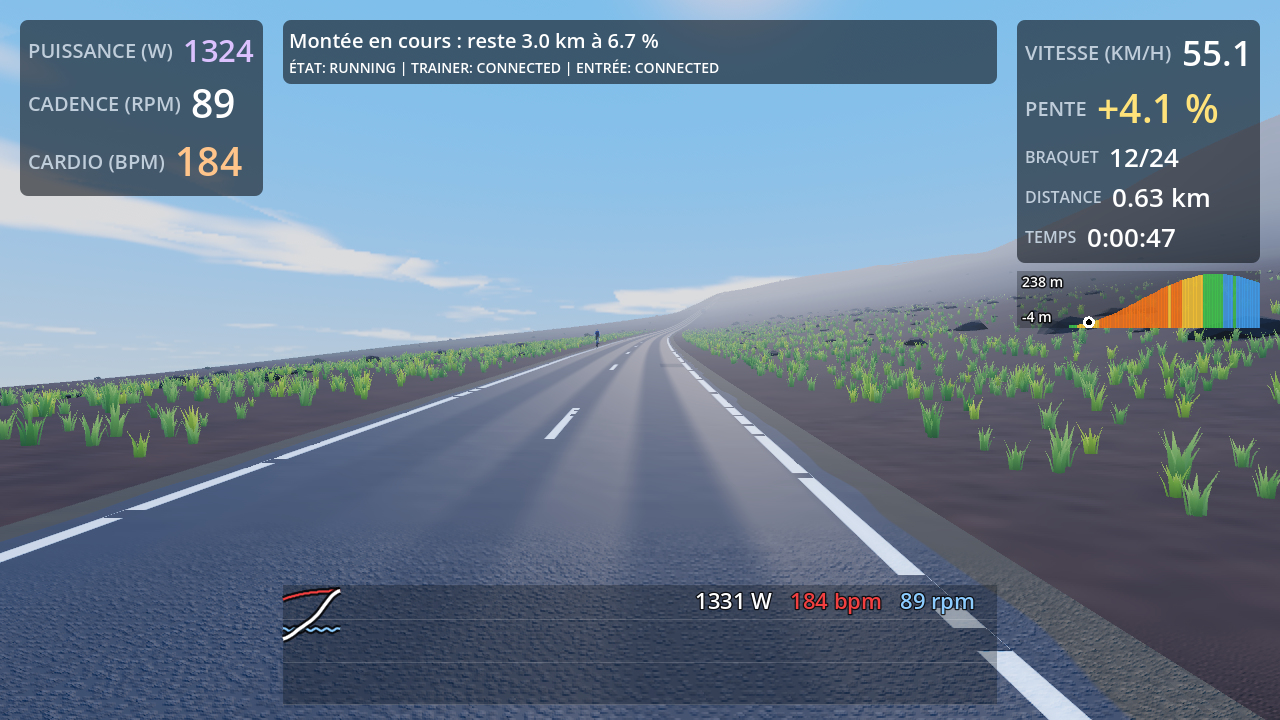 PUISSANCE (W) 1324
CADENCE (RPM) 89
CARDIO (BPM) 184
Montée en cours : reste 3.0 km à 6.7 %
ÉTAT: RUNNING | TRAINER: CONNECTED | ENTRÉE: CONNECTED
VITESSE (KM/H) 55.1
PENTE +4.1 %
BRAQUET 12/24
DISTANCE 0.63 km
TEMPS 0:00:47
238 m
-4 m
1331 W 184 bpm 89 rpm